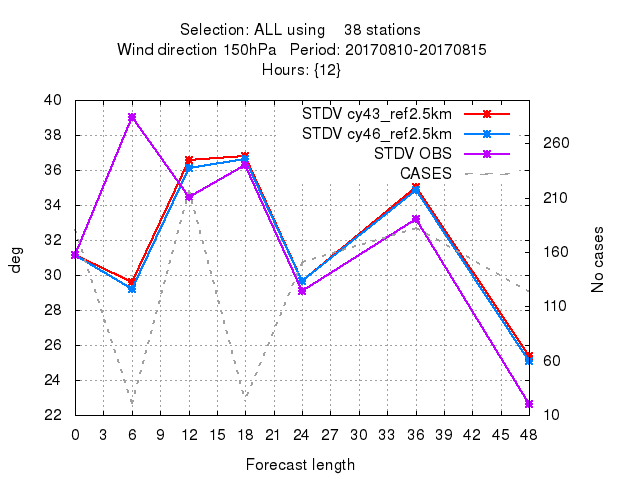 Selection: ALL using 38 stations
Wind direction 150hPa Period: 20170810-20170815
Hours: {12}
STDV cy43_ref2.5km
STDV cy46_ref2.5km
STDV OBS
CASES
deg
40
38
36
34
32
30
28
26
24
22
260
210
160
110
60
10
No cases
0 3 6 9 12 15 18 21 24 27 30 33 36 39 42 45 48
Forecast length